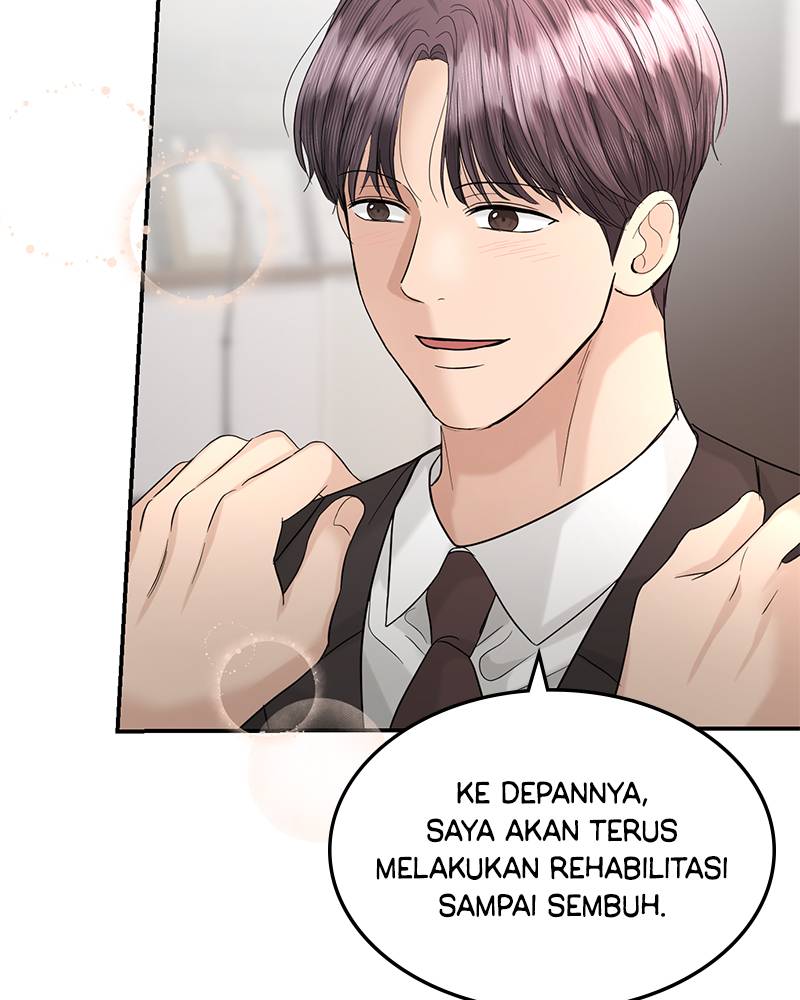 KE DEPANNYA,
SAYA AKAN TERUS
MELAKUKAN REHABILITASI
SAMPAI SEMBUH.